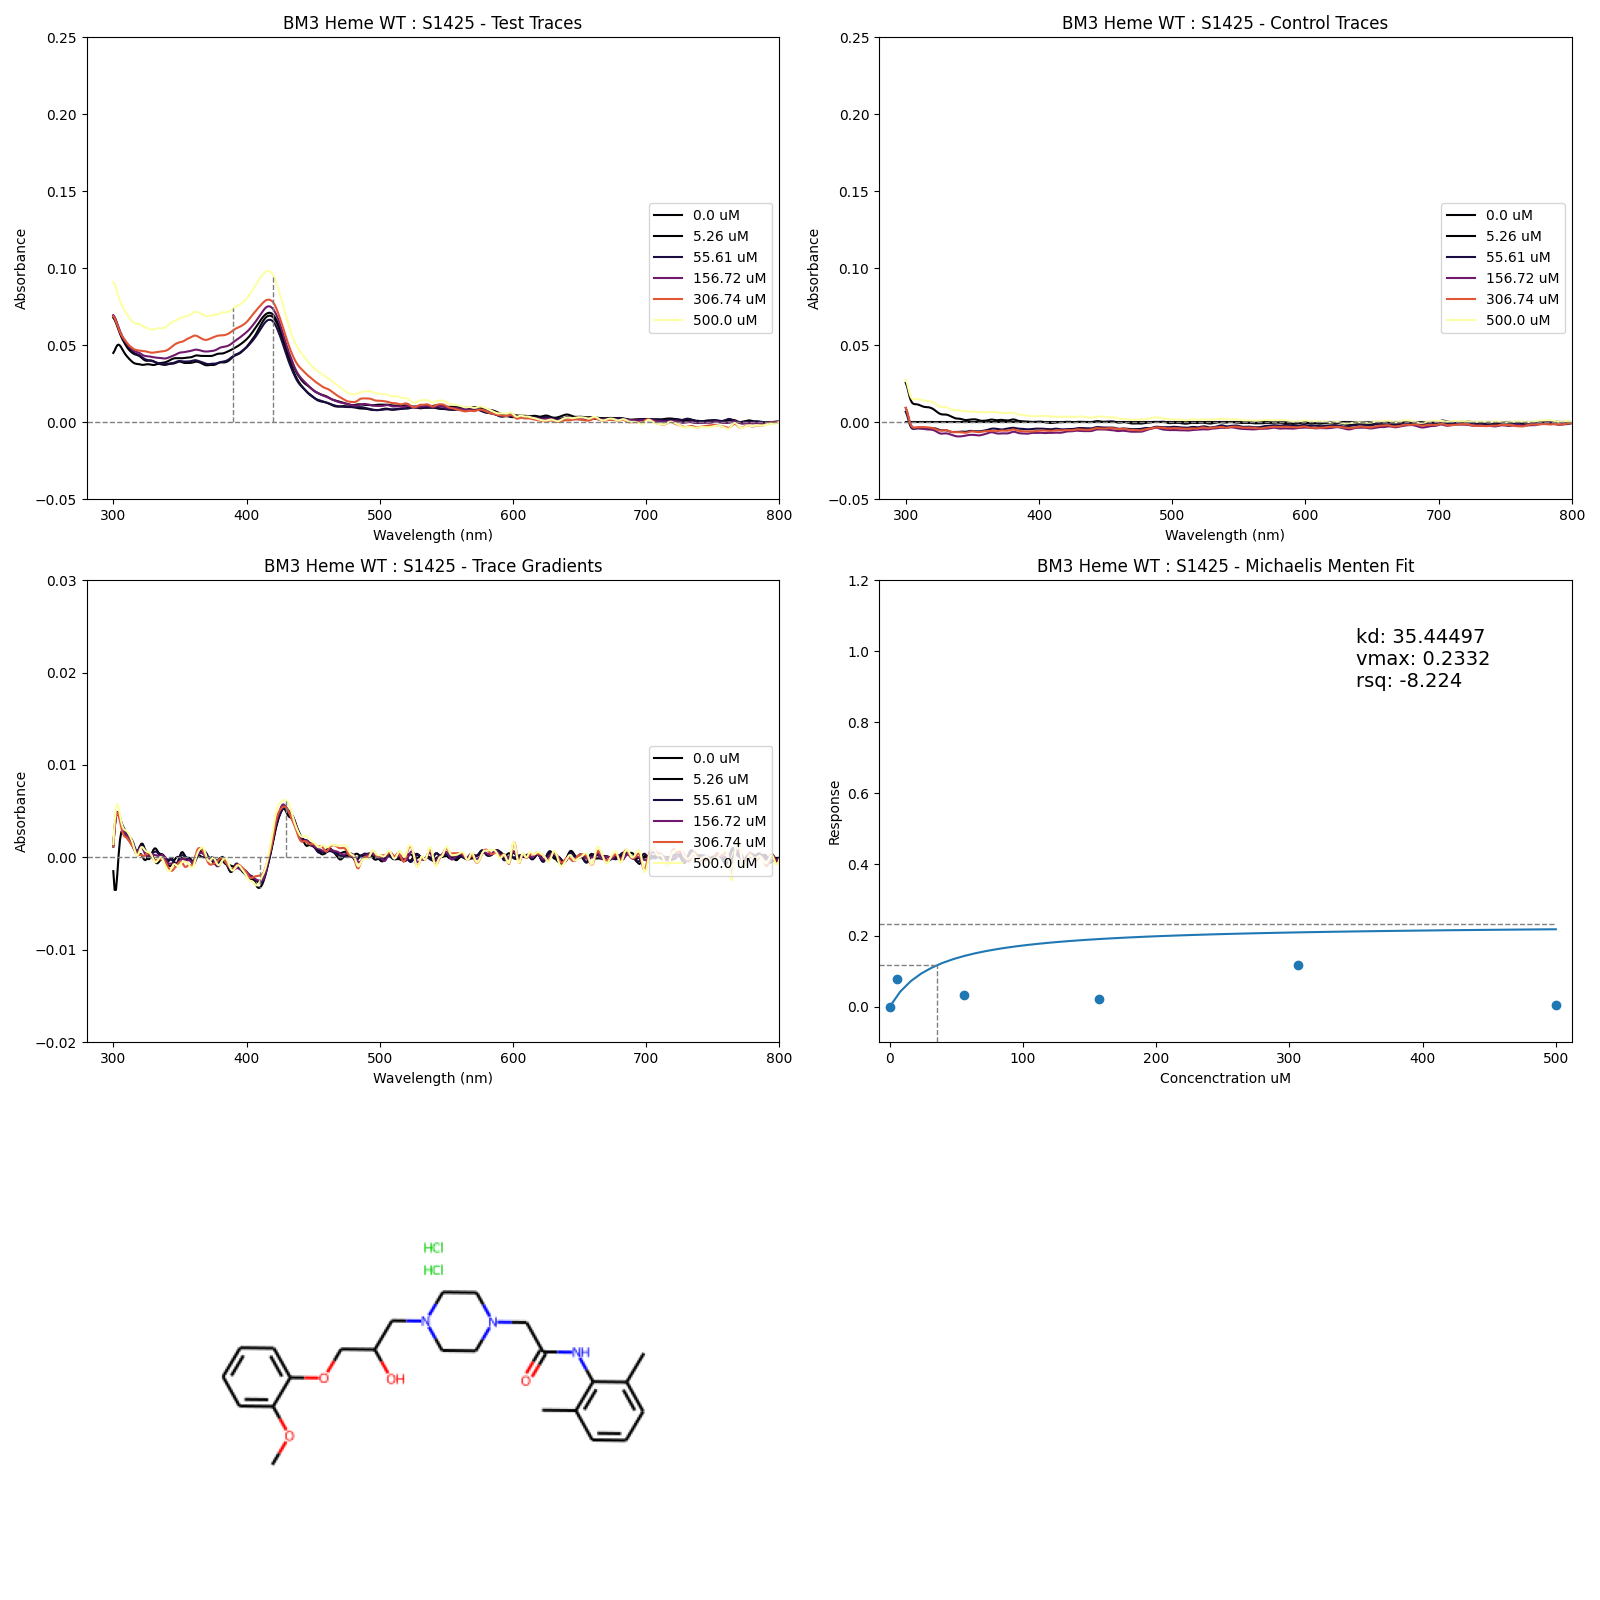 BM3 Heme WT : S1425 - Test Traces
0.25
0.20
0.15
0.10
0.05
0.00
−0.05
Absorbance
300
400
500
600
700
800
Wavelength (nm)
0.0 uM
5.26 uM
55.61 uM
156.72 uM
306.74 uM
500.0 uM
BM3 Heme WT : S1425 - Control Traces
0.25
0.20
0.15
0.10
0.05
0.00
−0.05
Absorbance
300
400
500
600
700
800
Wavelength (nm)
0.0 uM
5.26 uM
55.61 uM
156.72 uM
306.74 uM
500.0 uM
BM3 Heme WT : S1425 - Trace Gradients
0.03
0.02
0.01
0.00
−0.01
−0.02
Absorbance
300
400
500
600
700
800
Wavelength (nm)
0.0 uM
5.26 uM
55.61 uM
156.72 uM
306.74 uM
500.0 uM
BM3 Heme WT : S1425 - Michaelis Menten Fit
1.2
1.0
0.8
0.6
0.4
0.2
0.0
Response
0
100
200
300
400
500
Concenctration uM
kd: 35.44497
vmax: 0.2332
rsq: -8.224
HCl
HCl
N
N
NH
O
OH
O
O